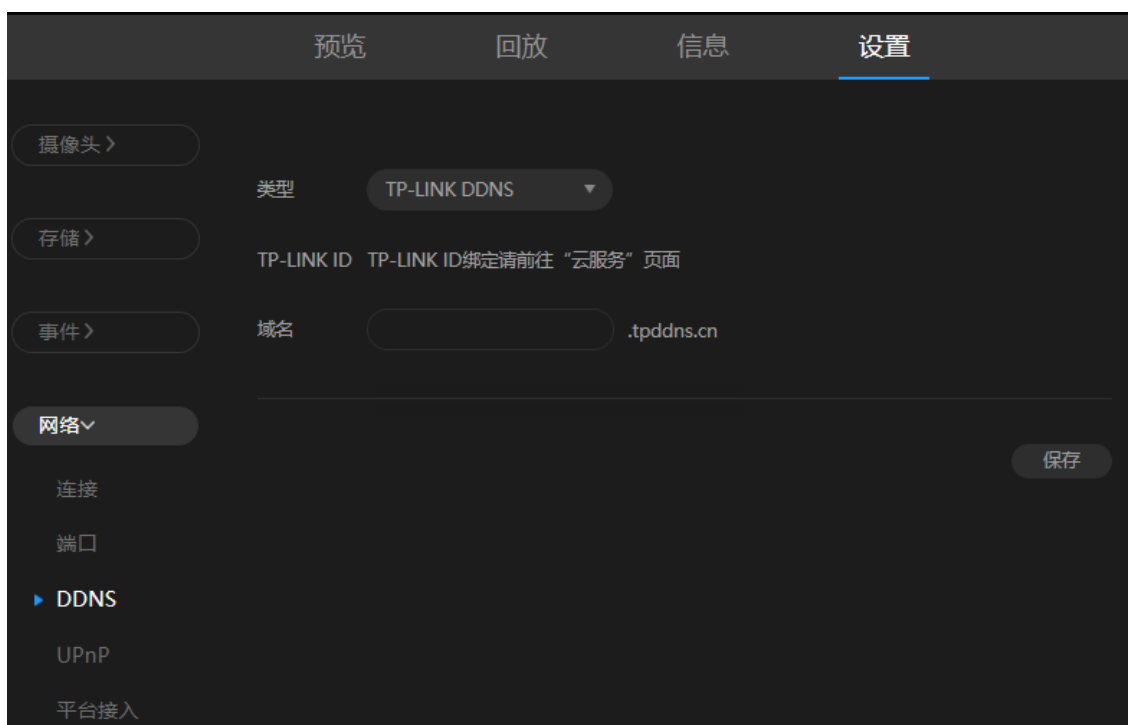 预览 回放 信息 设置
摄像头
类型 TP-LINK DDNS
存储
TP-LINK ID TP-LINK ID绑定请前往“云服务”页面
事件
域名 .tpddns.cn
网络
保存
连接
端口
DDNS
UPnP
平台接入